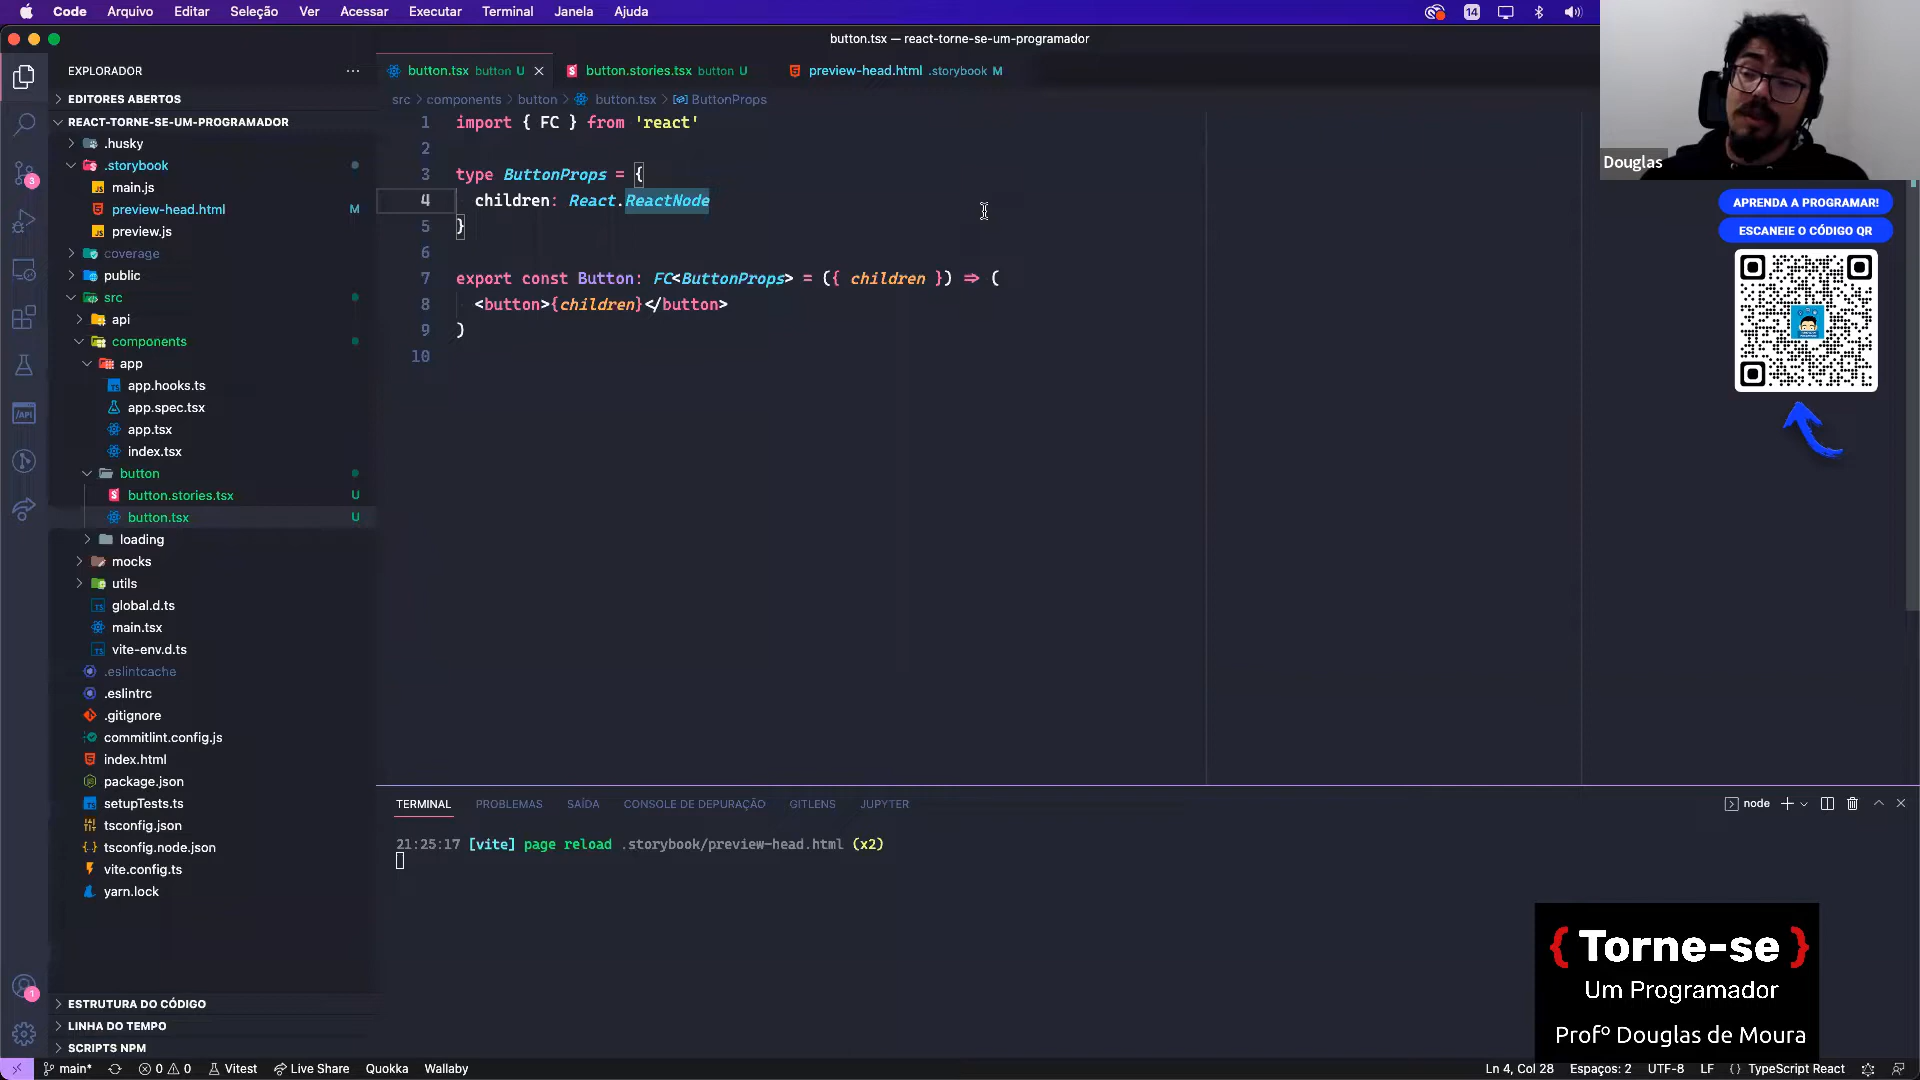 Code Arquivo Editar Seleção Ver Acessar Executar Terminal Janela Ajuda
14
button.tsx — react-torne-se-um-programador
EXPLORADOR
EDITORES ABERTOS
REACT-TORNE-SE-UM-PROGRAMADOR
.husky
.storybook
main.js
preview-head.html M
preview.js
coverage
public
src
api
components
app
app.hooks.ts
app.spec.tsx
app.tsx
index.tsx
button
button.stories.tsx U
button.tsx U
loading
mocks
utils
global.d.ts
main.tsx
vite-env.d.ts
.eslintcache
.eslintrc
.gitignore
commitlint.config.js
index.html
package.json
setupTests.ts
tsconfig.json
tsconfig.node.json
vite.config.ts
yarn.lock
ESTRUTURA DO CÓDIGO
LINHA DO TEMPO
SCRIPTS NPM
3
/API
1
button.tsx button U
button.stories.tsx button U
preview-head.html .storybook M
src > components > button > button.tsx > ButtonProps
1 import { FC } from 'react'
2
3 type ButtonProps = {
4 children: React.ReactNode
5 }
6
7 export const Button: FC<ButtonProps> = ({ children }) => (
8 <button>{children}</button>
9 )
10
TERMINAL PROBLEMAS SAÍDA CONSOLE DE DEPURAÇÃO GITLENS JUPYTER
node
21:25:17 [vite] page reload .storybook/preview-head.html (x2)
Douglas
APRENDA A PROGRAMAR!
ESCANEIE O CÓDIGO QR
{ Torne-se }
Um Programador
Profº Douglas de Moura
main* 0 0 Vitest Live Share Quokka Wallaby
Ln 4, Col 28 Espaços: 2 UTF-8 LF {} TypeScript React